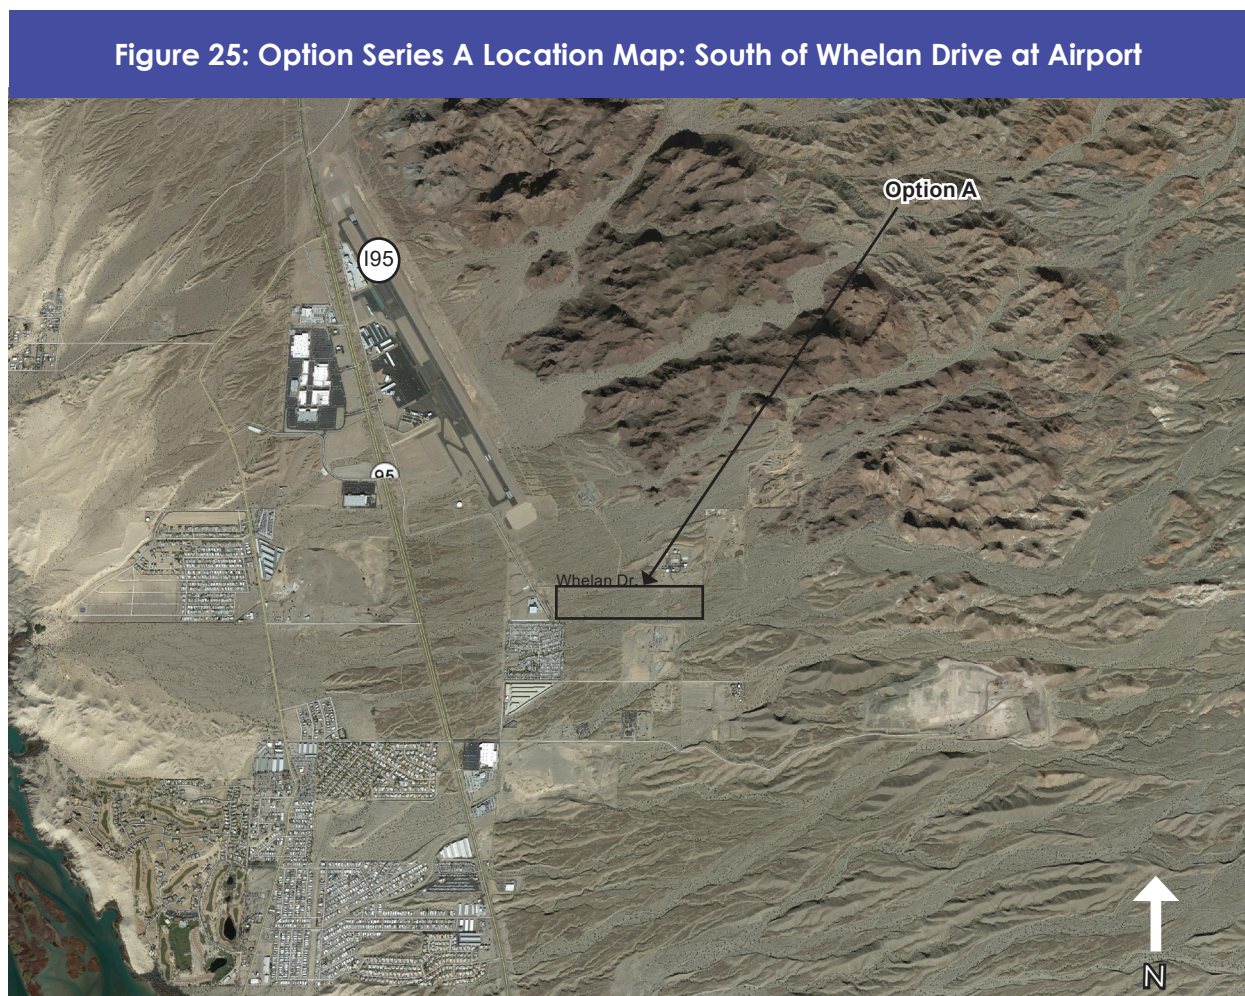 Figure 25: Option Series A Location Map: South of Whelan Drive at Airport
Option A
I95
95
Whelan Dr.
N